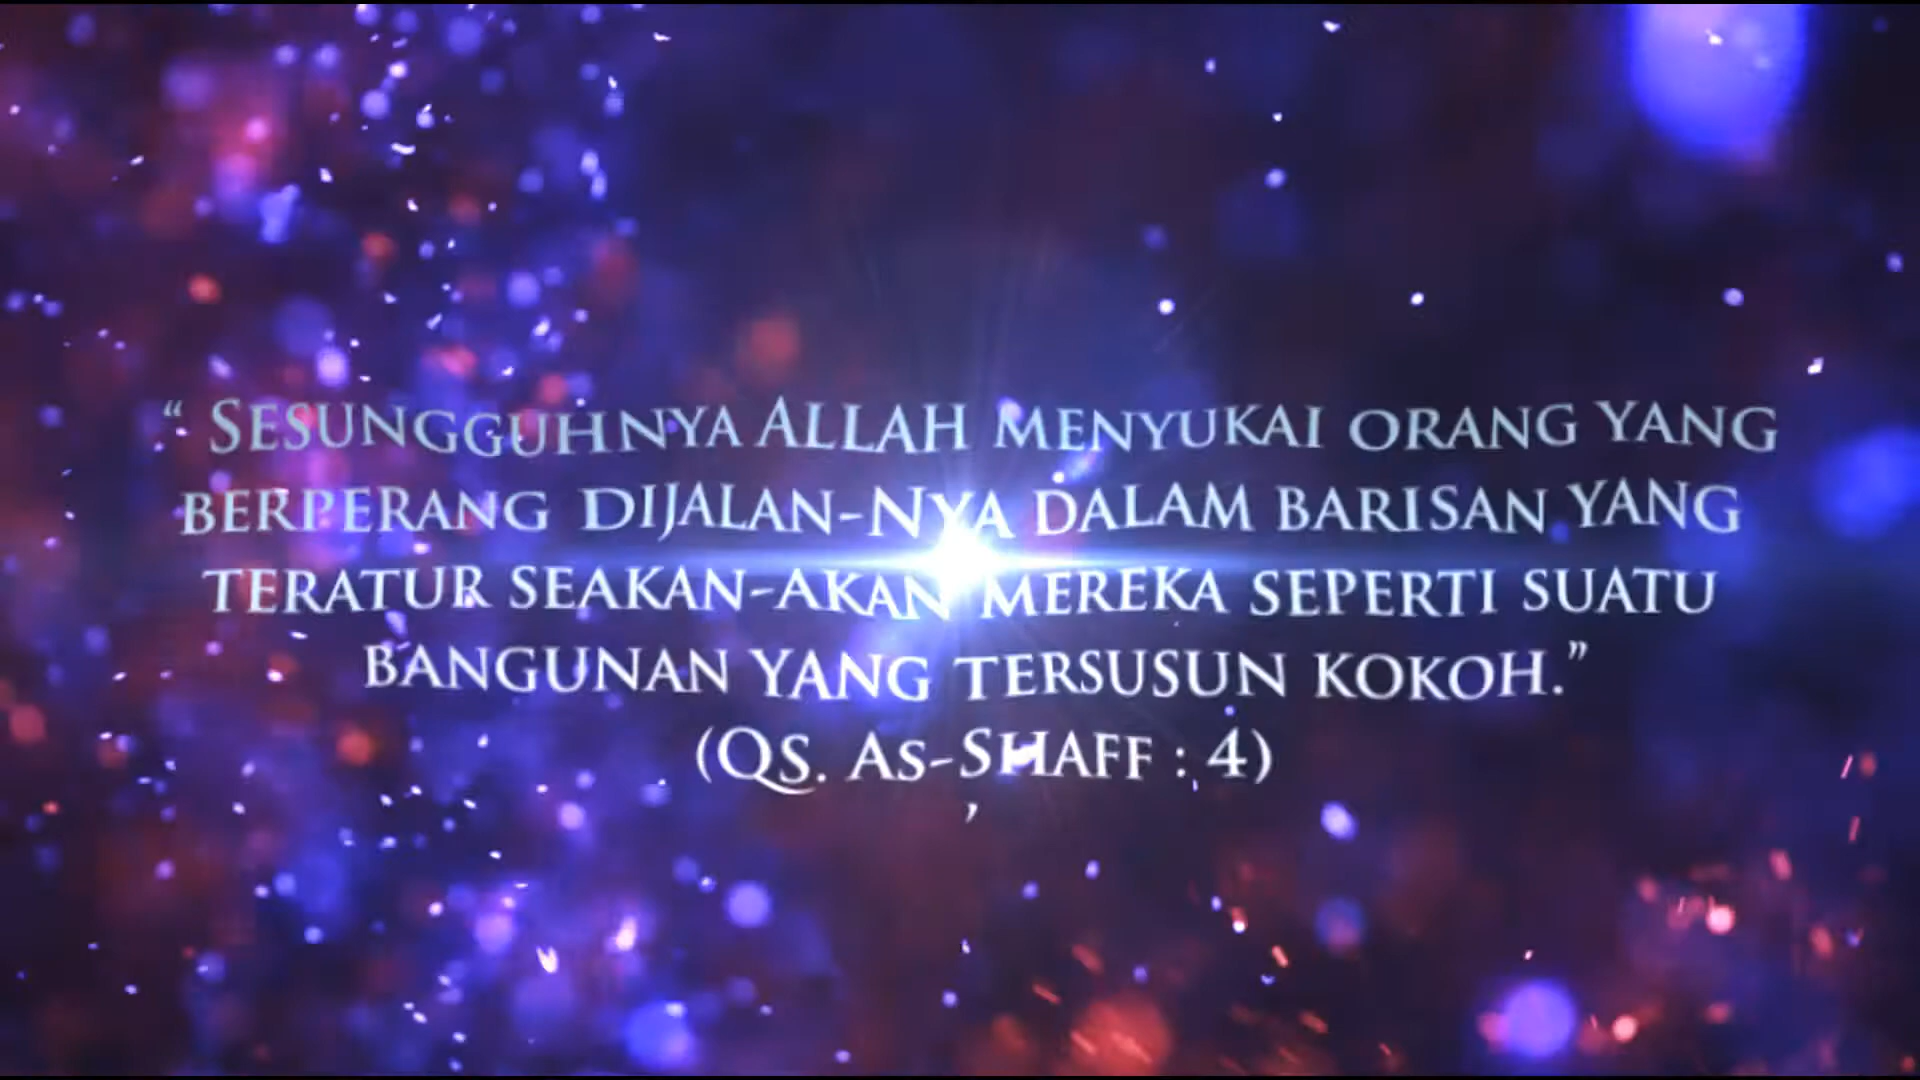 “ Sesungguhnya Allah menyukai orang yang
berperang dijalan-Nya dalam barisan yang
teratur seakan-akan mereka seperti suatu
bangunan yang tersusun kokoh.”
(Qs. As-Shaff : 4)
,